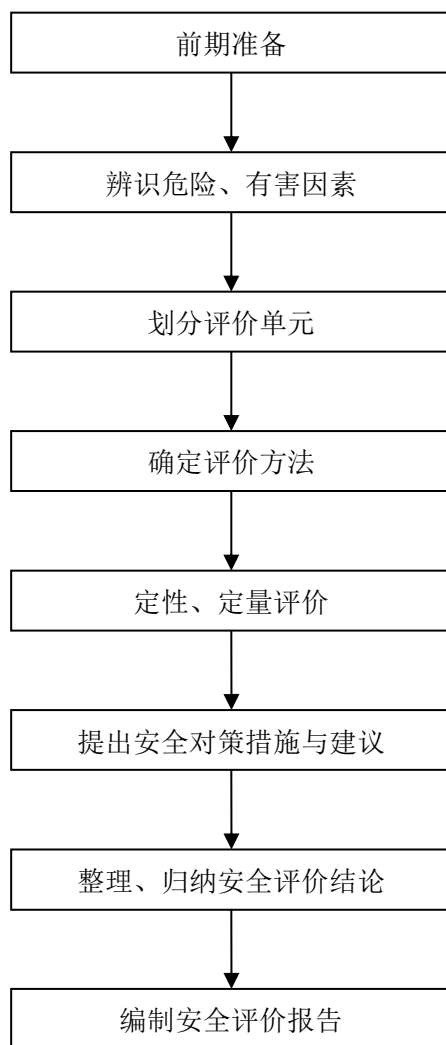 前期准备
辨识危险、有害因素
划分评价单元
确定评价方法
定性、定量评价
提出安全对策措施与建议
整理、归纳安全评价结论
编制安全评价报告